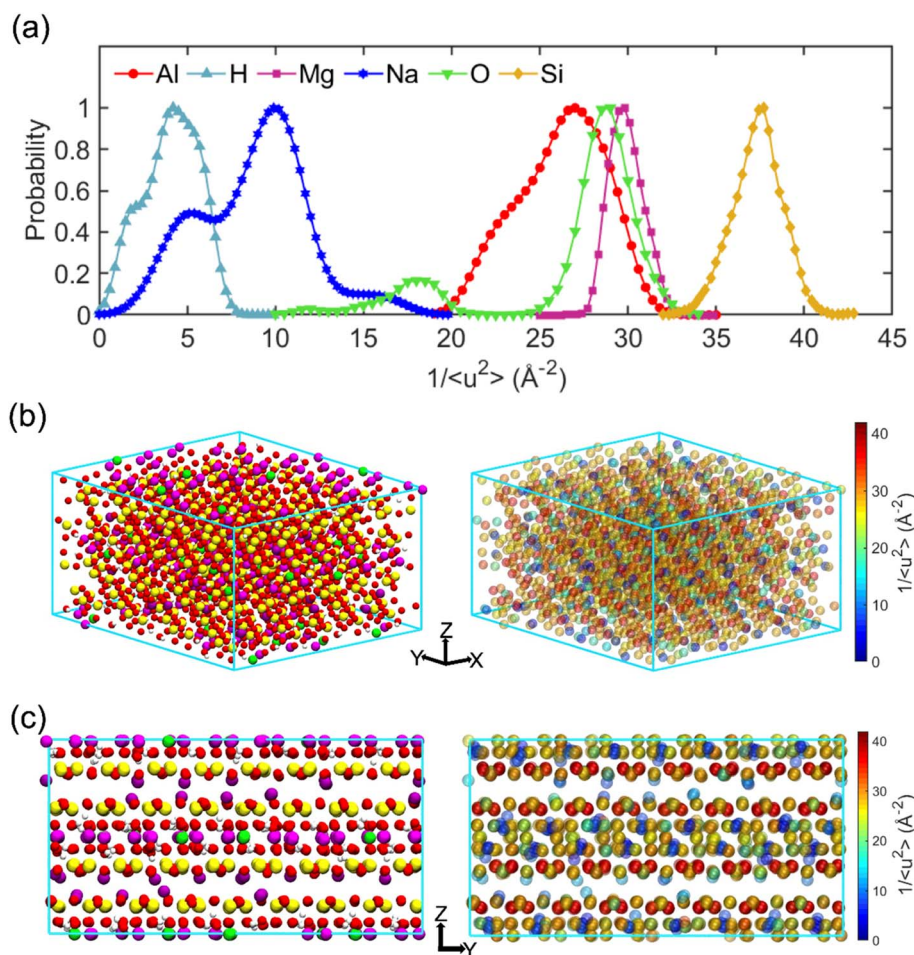 (a)
Al H Mg Na O Si
Probability
1
0.8
0.6
0.4
0.2
0
0 5 10 15 20 25 30 35 40 45
1/<u²> (Å⁻²)
(b)
Z
Y X
40
30
20
10
0
1/<u²> (Å⁻²)
(c)
Z
Y
40
30
20
10
0
1/<u²> (Å⁻²)